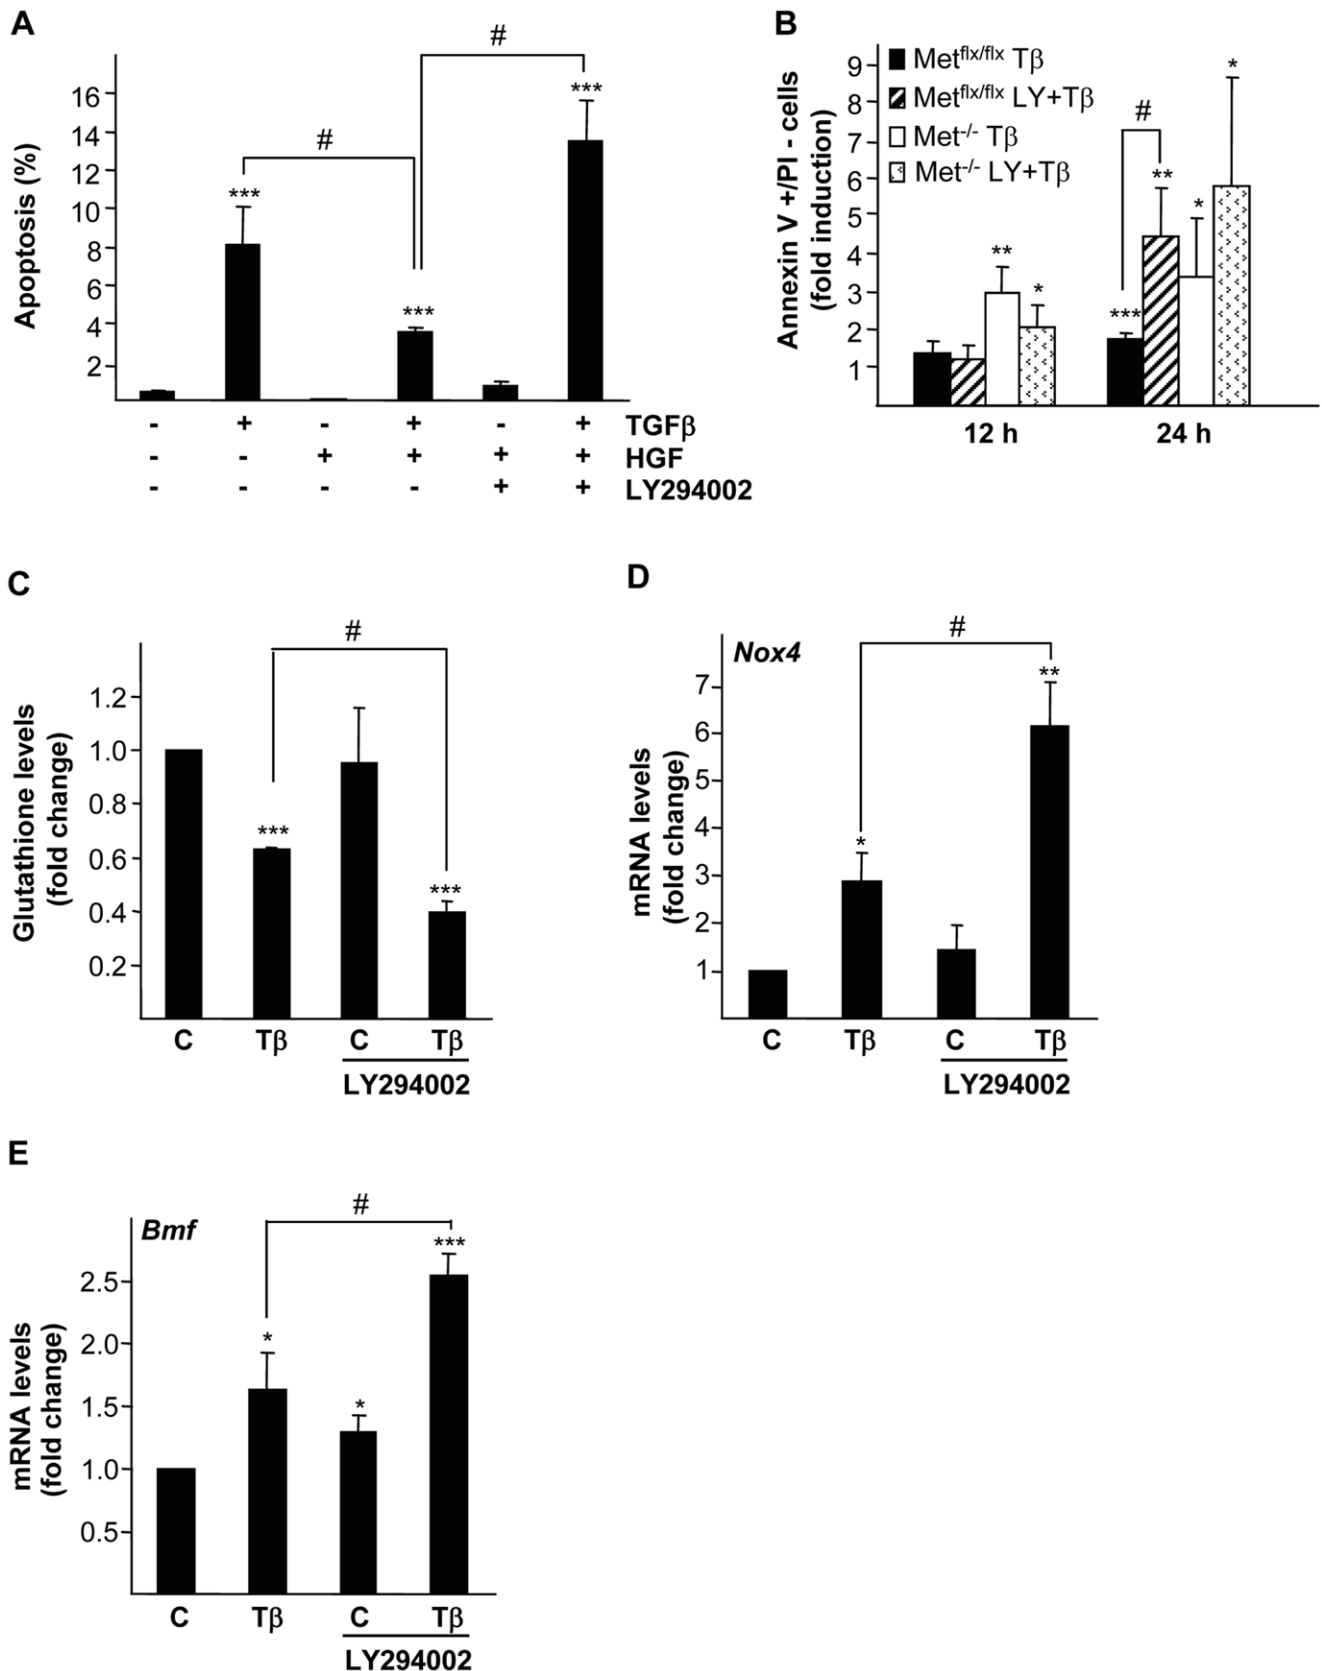 A
#
#
16
14
12
10
8
6
4
2
Apoptosis (%)
***
***
***
- + - + - + TGFβ
- - + + + + HGF
- - - - + + LY294002
B
Annexin V +/PI - cells
(fold induction)
9
8
7
6
5
4
3
2
1
Met^flx/flx Tβ
Met^flx/flx LY+Tβ
Met^-/- Tβ
Met^-/- LY+Tβ
**
*
#
***
**
*
*
12 h 24 h
C
#
Glutathione levels
(fold change)
1.2
1.0
0.8
0.6
0.4
0.2
***
***
C Tβ C Tβ
LY294002
D
Nox4
#
mRNA levels
(fold change)
7
6
5
4
3
2
1
*
**
C Tβ C Tβ
LY294002
E
Bmf
#
mRNA levels
(fold change)
2.5
2.0
1.5
1.0
0.5
*
*
***
C Tβ C Tβ
LY294002